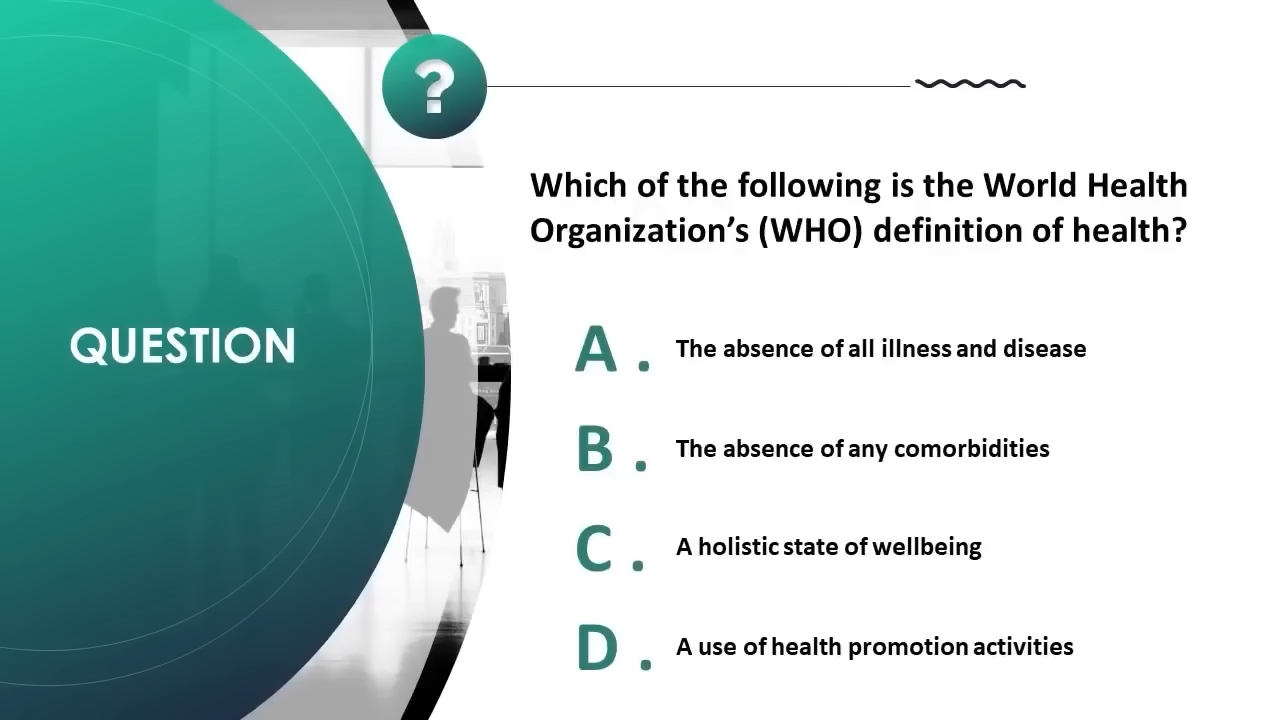 ?
Which of the following is the World Health
Organization’s (WHO) definition of health?
QUESTION
A . The absence of all illness and disease
B . The absence of any comorbidities
C . A holistic state of wellbeing
D . A use of health promotion activities